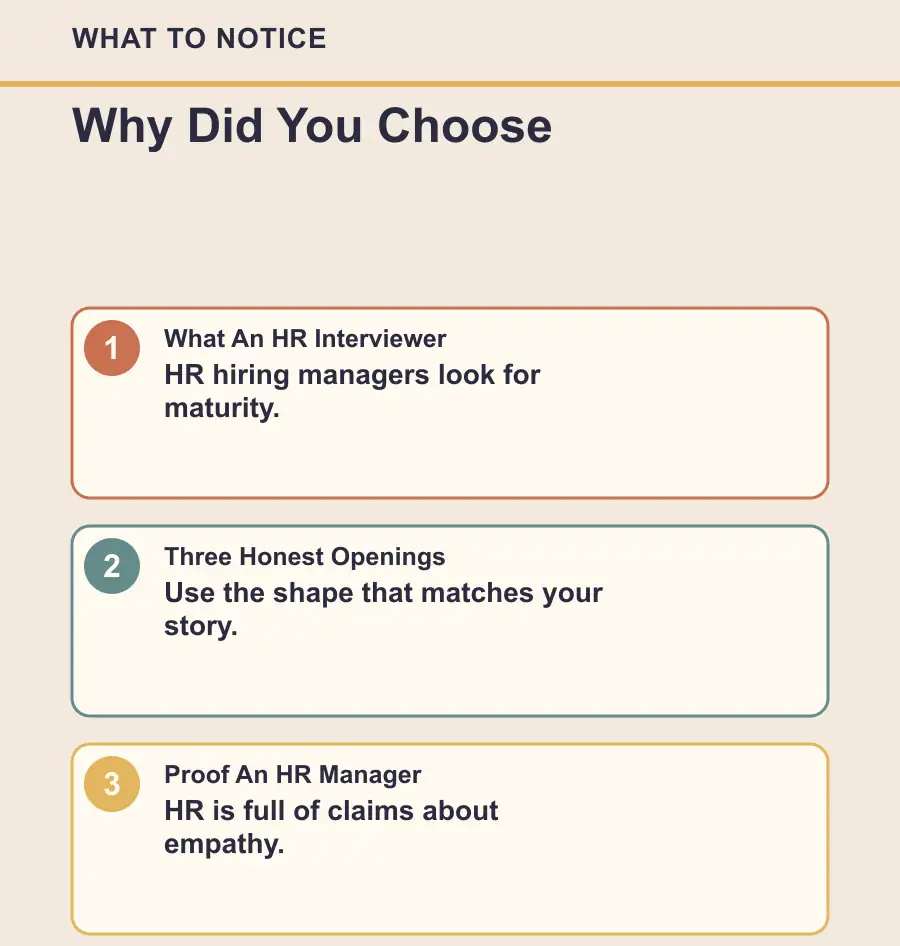 WHAT TO NOTICE
Why Did You Choose
1
What An HR Interviewer
HR hiring managers look for
maturity.
2
Three Honest Openings
Use the shape that matches your
story.
3
Proof An HR Manager
HR is full of claims about
empathy.